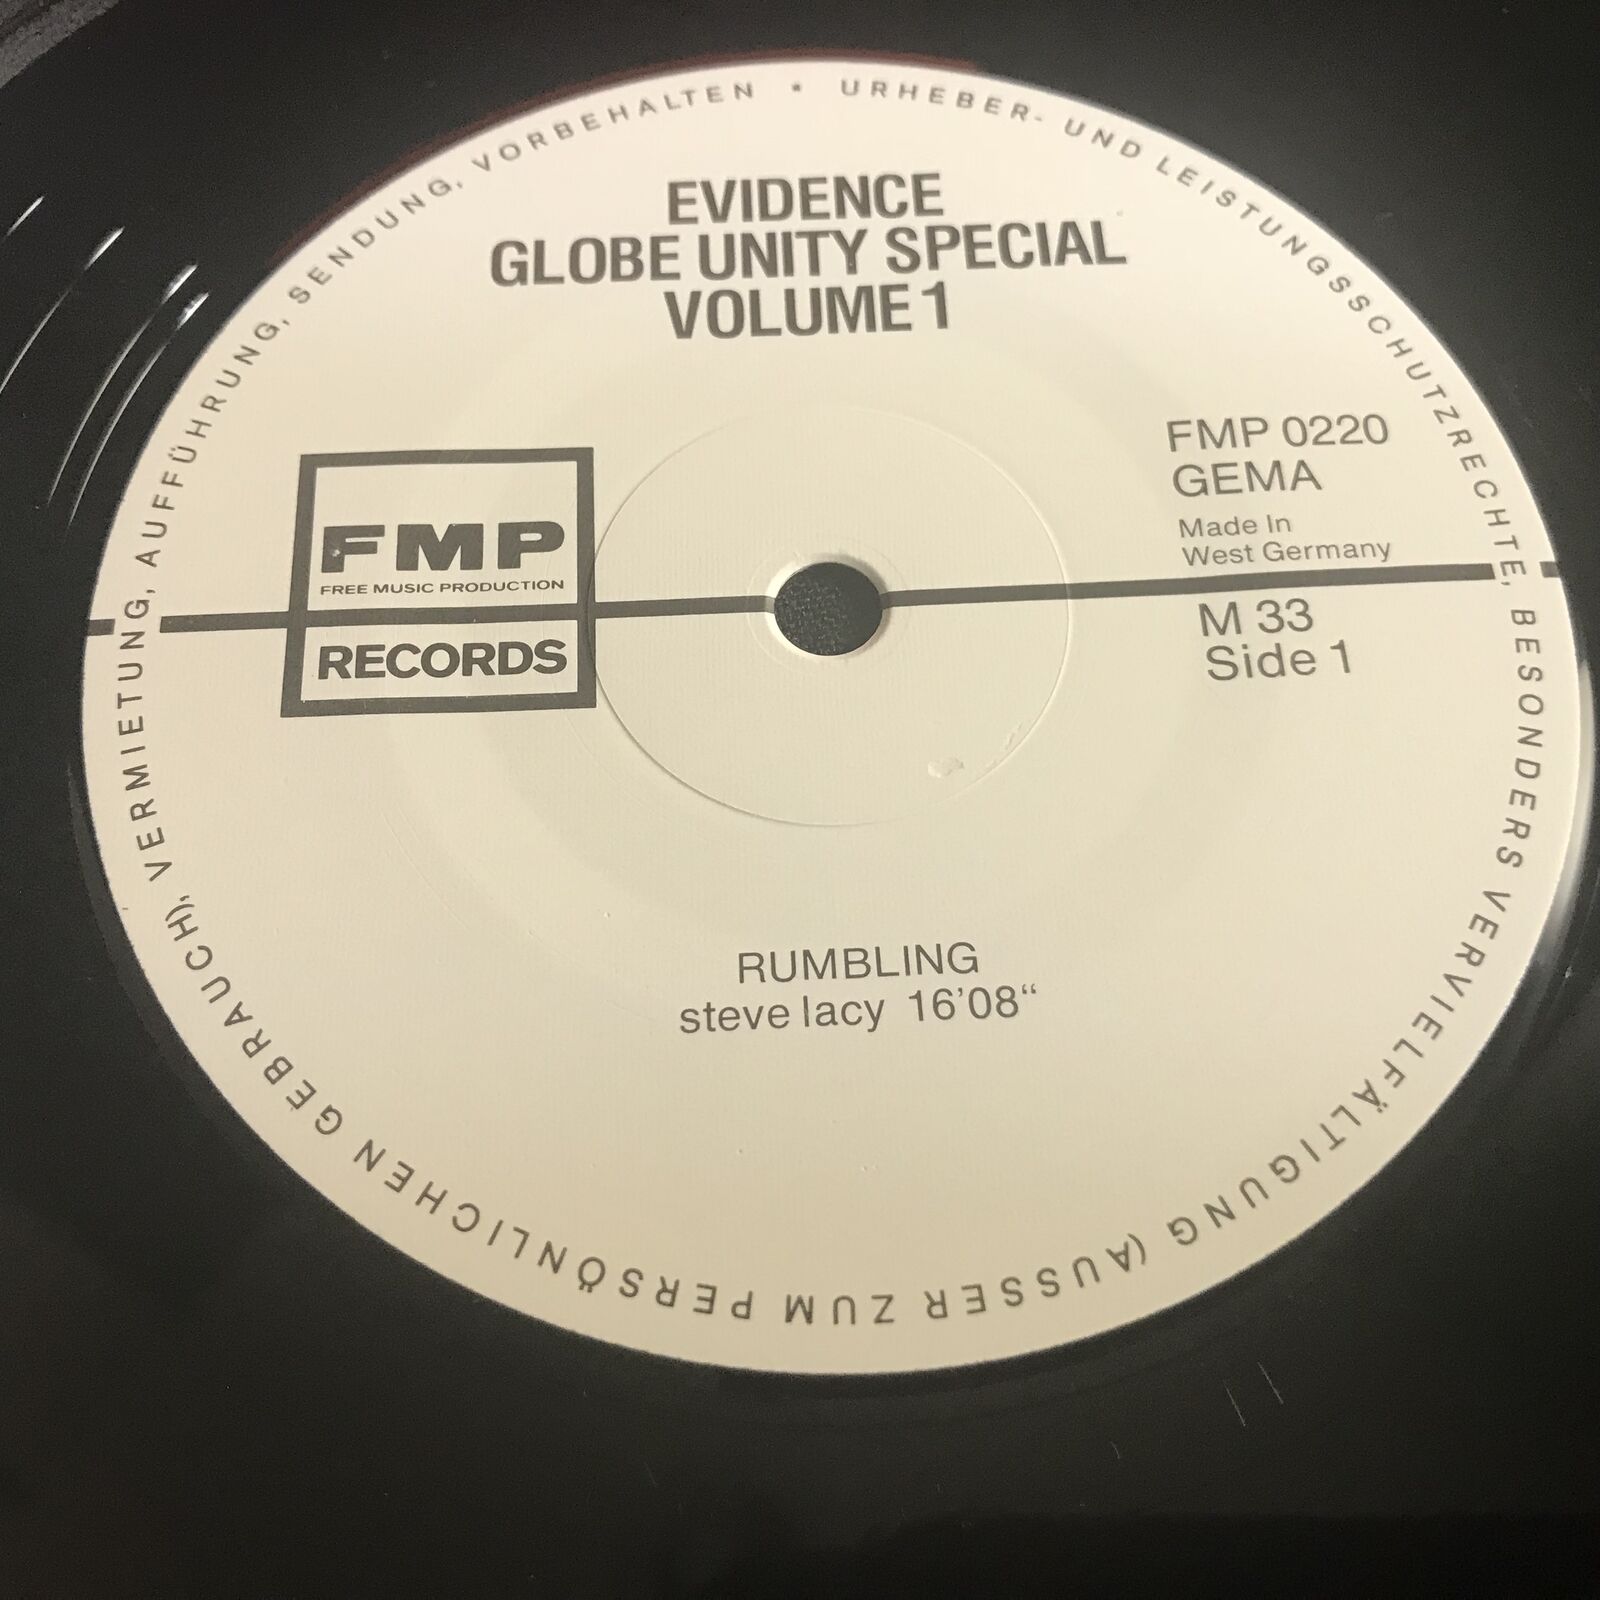 EVIDENCE
GLOBE UNITY SPECIAL
VOLUME 1
FMP
FREE MUSIC PRODUCTION
RECORDS
FMP 0220
GEMA
Made In
West Germany
M 33
Side 1
RUMBLING
steve lacy 16'08“
• URHEBER- UND LEISTUNGSSCHUTZRECHTE, BESONDERS VERVIELFÄLTIGUNG (AUSSER ZUM PERSÖNLICHEN GEBRAUCH), VERMIETUNG, AUFFÜHRUNG, SENDUNG, VORBEHALTEN